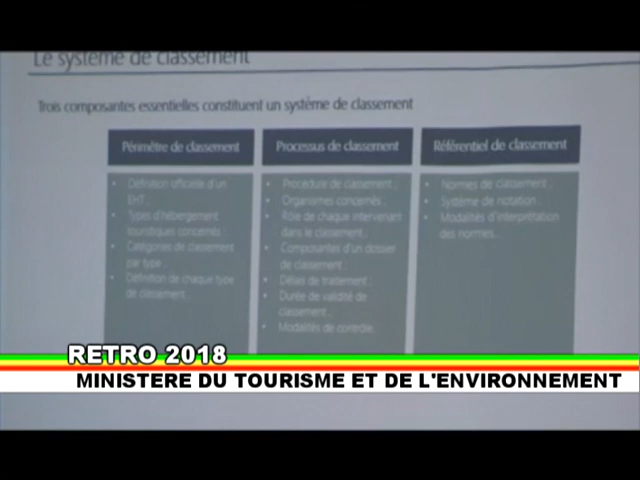 Le système de classement
Trois composantes essentielles constituent un système de classement
Périmètre de classement
• Définition officielle d'un
EHT ;
• Types d'hébergement
touristiques concernés ;
• Catégories de classement
par type ;
• Définition de chaque type
de classement...
Processus de classement
• Procédure de classement ;
• Organismes concernés ;
• Rôle de chaque intervenant
dans le classement ;
• Composantes d'un dossier
de classement ;
• Délais de traitement ;
• Durée de validité de
classement ;
• Modalités de contrôle.
Référentiel de classement
• Normes de classement ;
• Système de notation ;
• Modalités d'interprétation
des normes...
RETRO 2018
MINISTERE DU TOURISME ET DE L'ENVIRONNEMENT